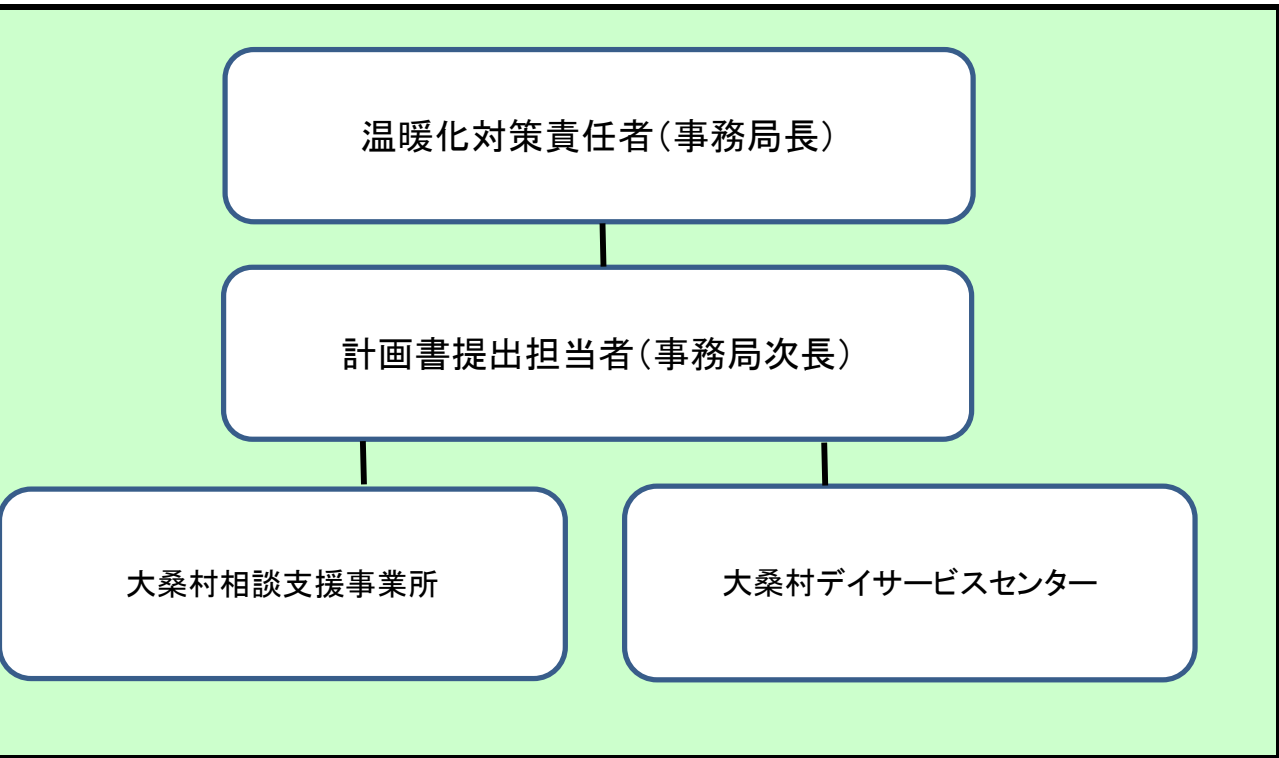 温暖化対策責任者（事務局長）
計画書提出担当者（事務局次長）
大桑村相談支援事業所
大桑村デイサービスセンター